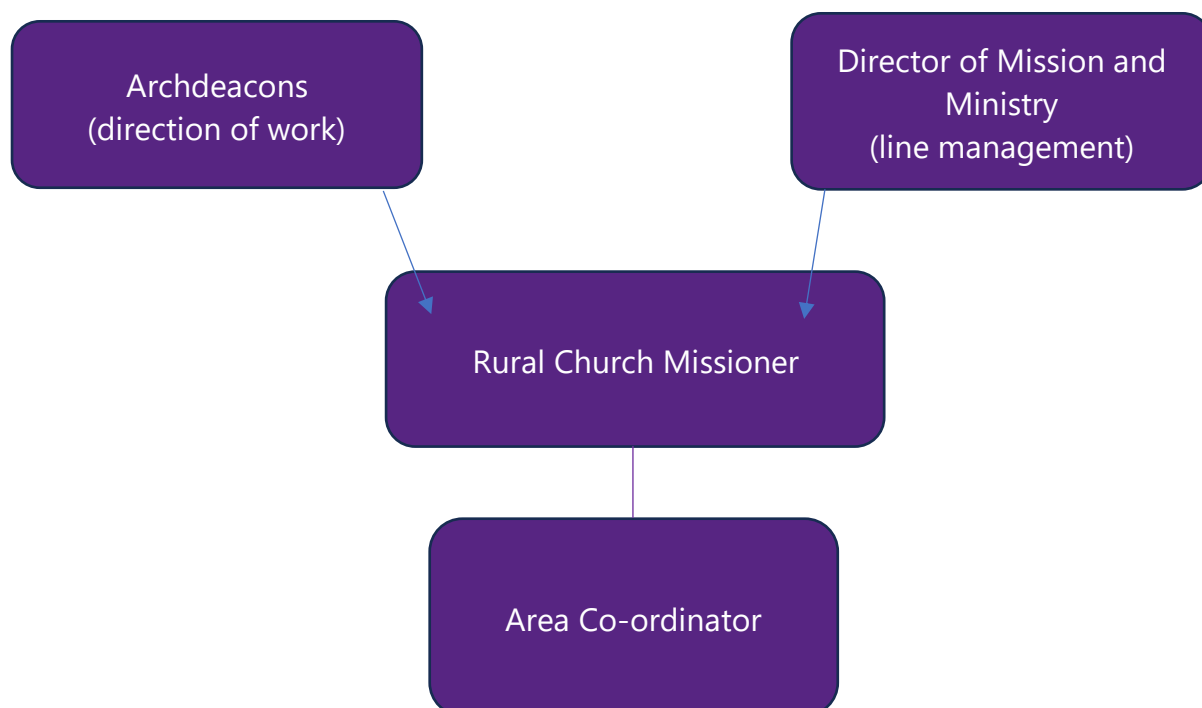 Archdeacons
(direction of work)
Director of Mission and
Ministry
(line management)
Rural Church Missioner
Area Co-ordinator